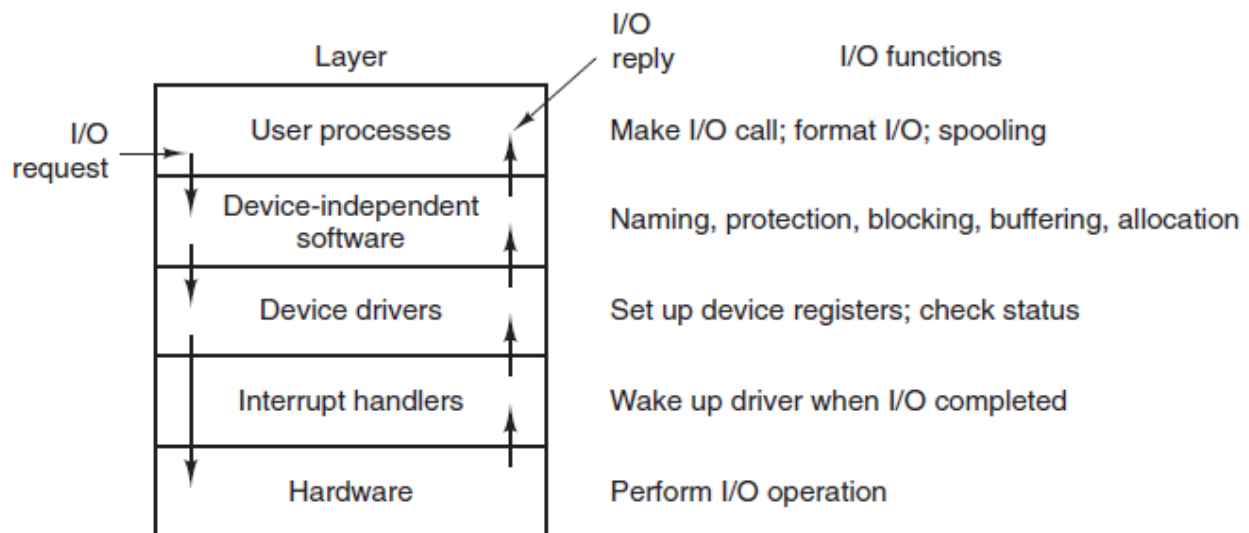 Layer
I/O
reply
I/O functions
I/O
request
User processes
Make I/O call; format I/O; spooling
Device-independent
software
Naming, protection, blocking, buffering, allocation
Device drivers
Set up device registers; check status
Interrupt handlers
Wake up driver when I/O completed
Hardware
Perform I/O operation